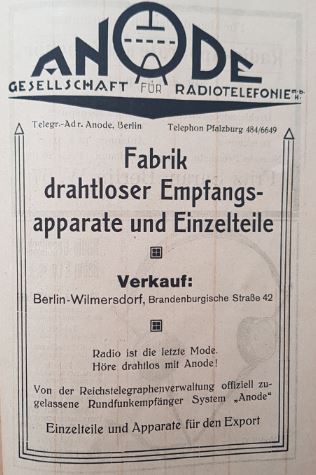 ANODE
GESELLSCHAFT FÜR RADIOTELEFONIE M.B.H.
Telegr.-Adr. Anode, Berlin Telephon Pfalzburg 484/6649
Fabrik
drahtloser Empfangs-
apparate und Einzelteile
Verkauf:
Berlin-Wilmersdorf, Brandenburgische Straße 42
Radio ist die letzte Mode.
Höre drahtlos mit Anode!
Von der Reichstelegraphenverwaltung offiziell zu-
gelassene Rundfunkempfänger System „Anode“
Einzelteile und Apparate für den Export